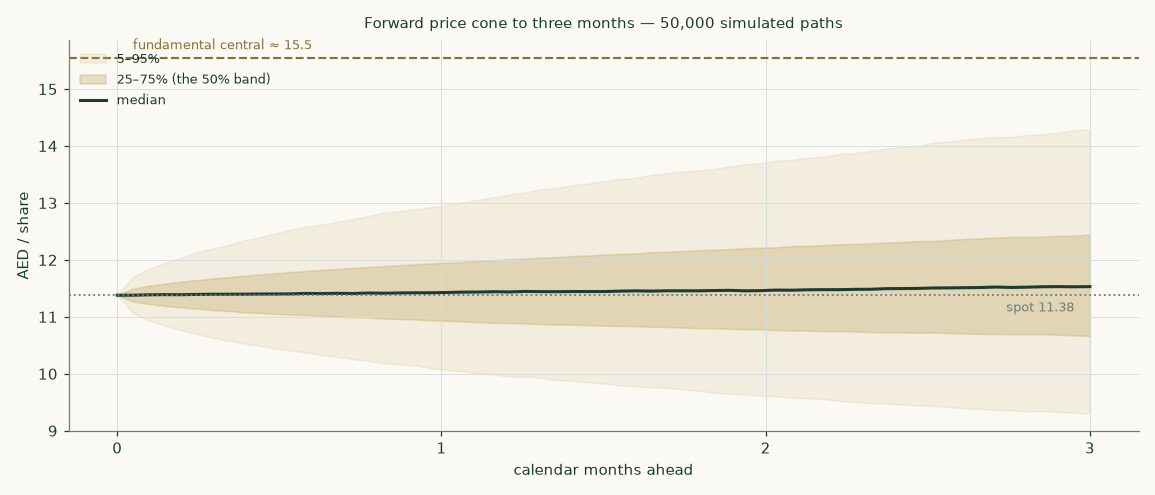 Forward price cone to three months — 50,000 simulated paths
fundamental central ≈ 15.5
5–95%
25–75% (the 50% band)
median
15
14
13
12
11
10
9
AED / share
spot 11.38
0
1
2
3
calendar months ahead